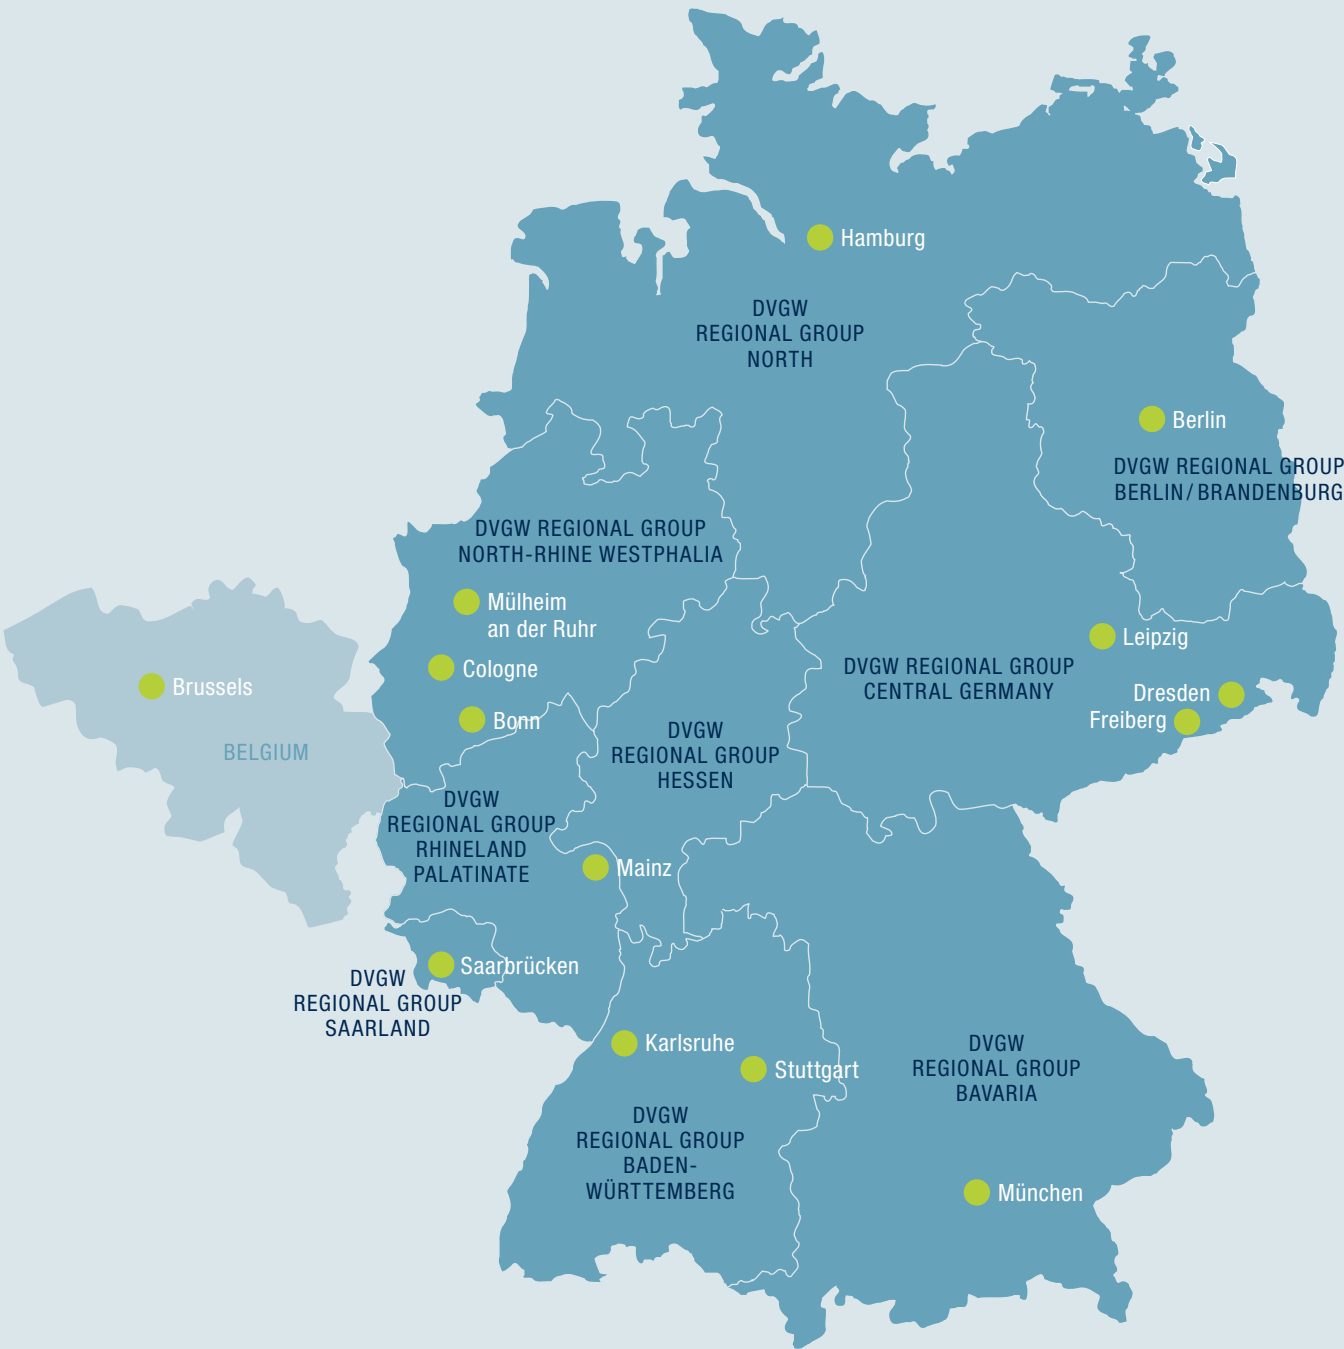 Hamburg
DVGW
REGIONAL GROUP
NORTH
Berlin
DVGW REGIONAL GROUP
BERLIN/BRANDENBURG
DVGW REGIONAL GROUP
NORTH-RHINE WESTPHALIA
Mülheim
an der Ruhr
Cologne
Bonn
Brussels
BELGIUM
Leipzig
DVGW REGIONAL GROUP
CENTRAL GERMANY
Dresden
Freiberg
DVGW
REGIONAL GROUP
HESSEN
DVGW
REGIONAL GROUP
RHINELAND
PALATINATE
Mainz
Saarbrücken
DVGW
REGIONAL GROUP
SAARLAND
Karlsruhe
Stuttgart
DVGW
REGIONAL GROUP
BAVARIA
DVGW
REGIONAL GROUP
BADEN-
WÜRTTEMBERG
München